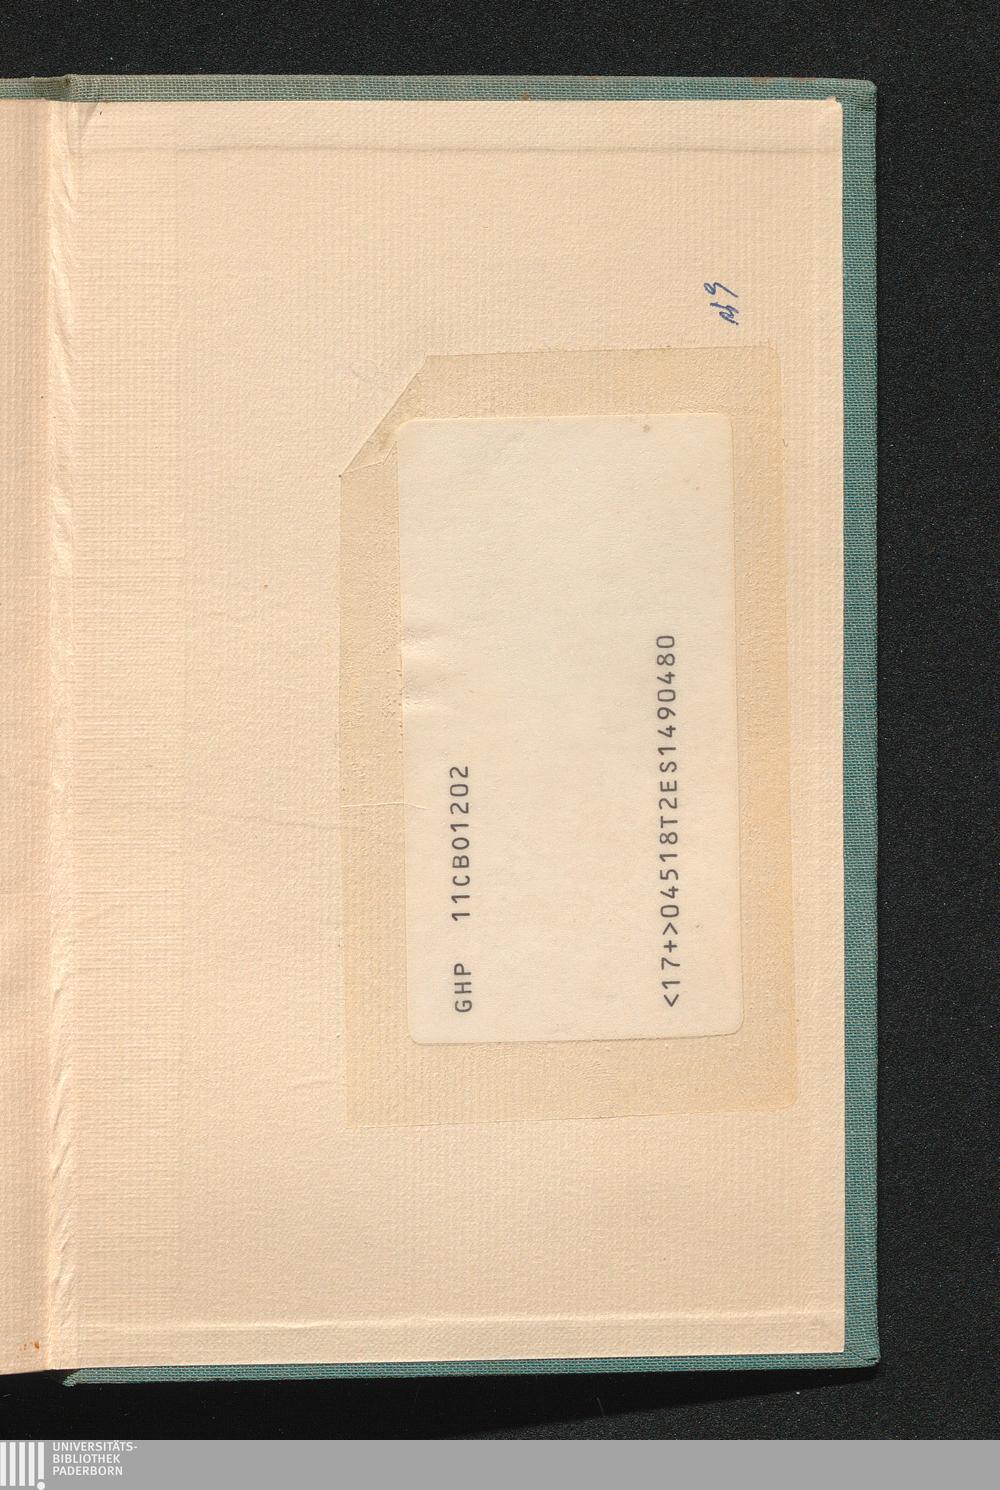 GHP 11CB01202
<17+>04518T2ES1490480
UNIVERSITÄTS-
BIBLIOTHEK
PADERBORN